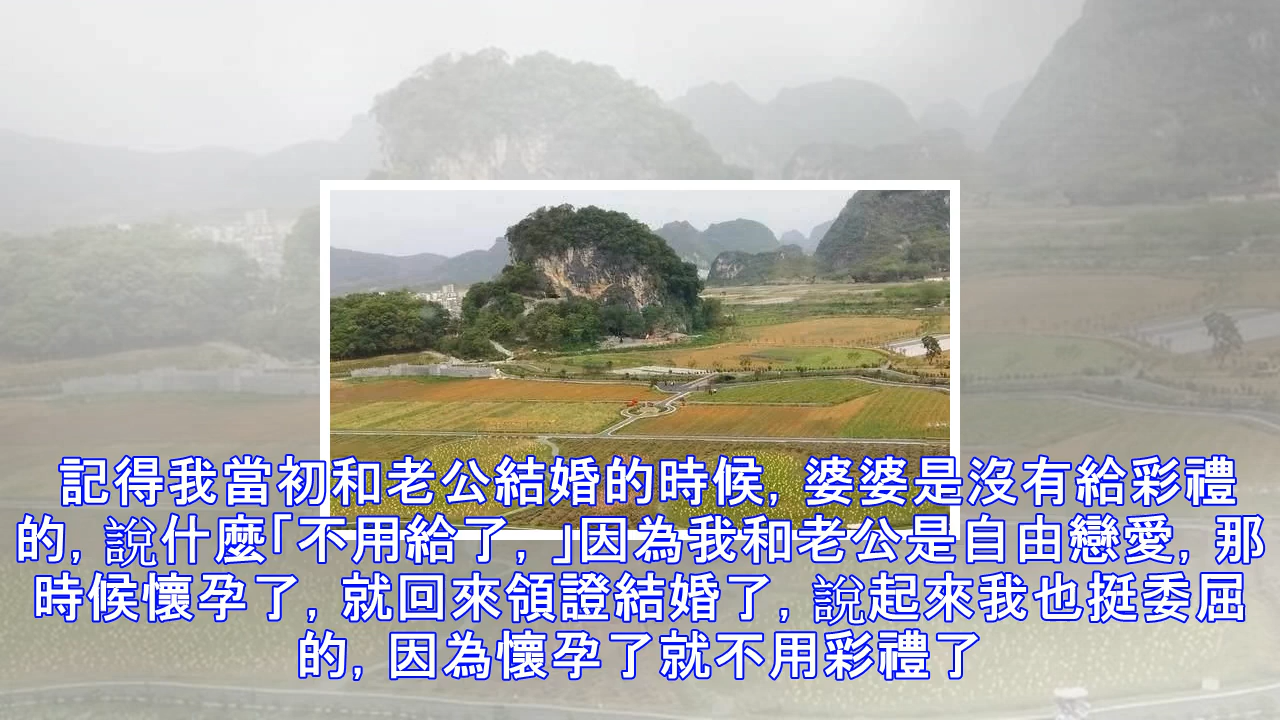 記得我當初和老公結婚的時候, 婆婆是沒有給彩禮
的, 説什麼「不用給了, 」因為我和老公是自由戀愛, 那
時候懷孕了, 就回來領證結婚了, 説起來我也挺委屈
的, 因為懷孕了就不用彩禮了